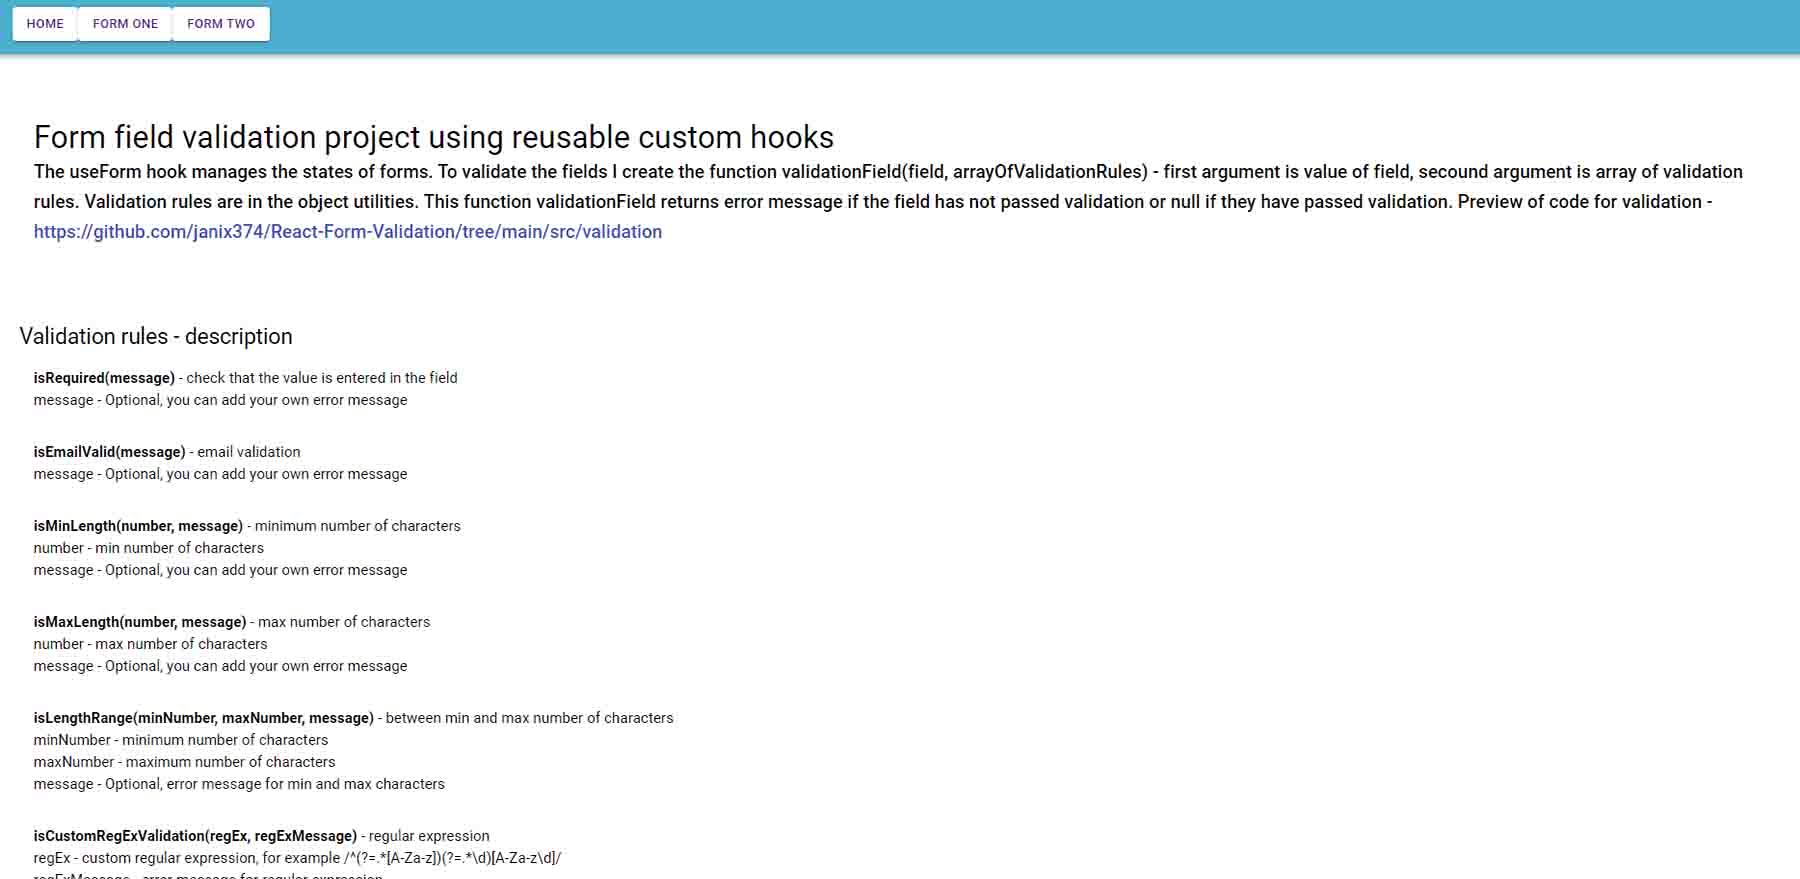 HOME FORM ONE FORM TWO
Form field validation project using reusable custom hooks
The useForm hook manages the states of forms. To validate the fields I create the function validationField(field, arrayOfValidationRules) - first argument is value of field, secound argument is array of validation
rules. Validation rules are in the object utilities. This function validationField returns error message if the field has not passed validation or null if they have passed validation. Preview of code for validation -
https://github.com/janix374/React-Form-Validation/tree/main/src/validation
Validation rules - description
isRequired(message) - check that the value is entered in the field
message - Optional, you can add your own error message
isEmailValid(message) - email validation
message - Optional, you can add your own error message
isMinLength(number, message) - minimum number of characters
number - min number of characters
message - Optional, you can add your own error message
isMaxLength(number, message) - max number of characters
number - max number of characters
message - Optional, you can add your own error message
isLengthRange(minNumber, maxNumber, message) - between min and max number of characters
minNumber - minimum number of characters
maxNumber - maximum number of characters
message - Optional, error message for min and max characters
isCustomRegExValidation(regEx, regExMessage) - regular expression
regEx - custom regular expression, for example /^(?=.*[A-Za-z])(?=.*\d)[A-Za-z\d]/
regExMessage - error message for regular expression